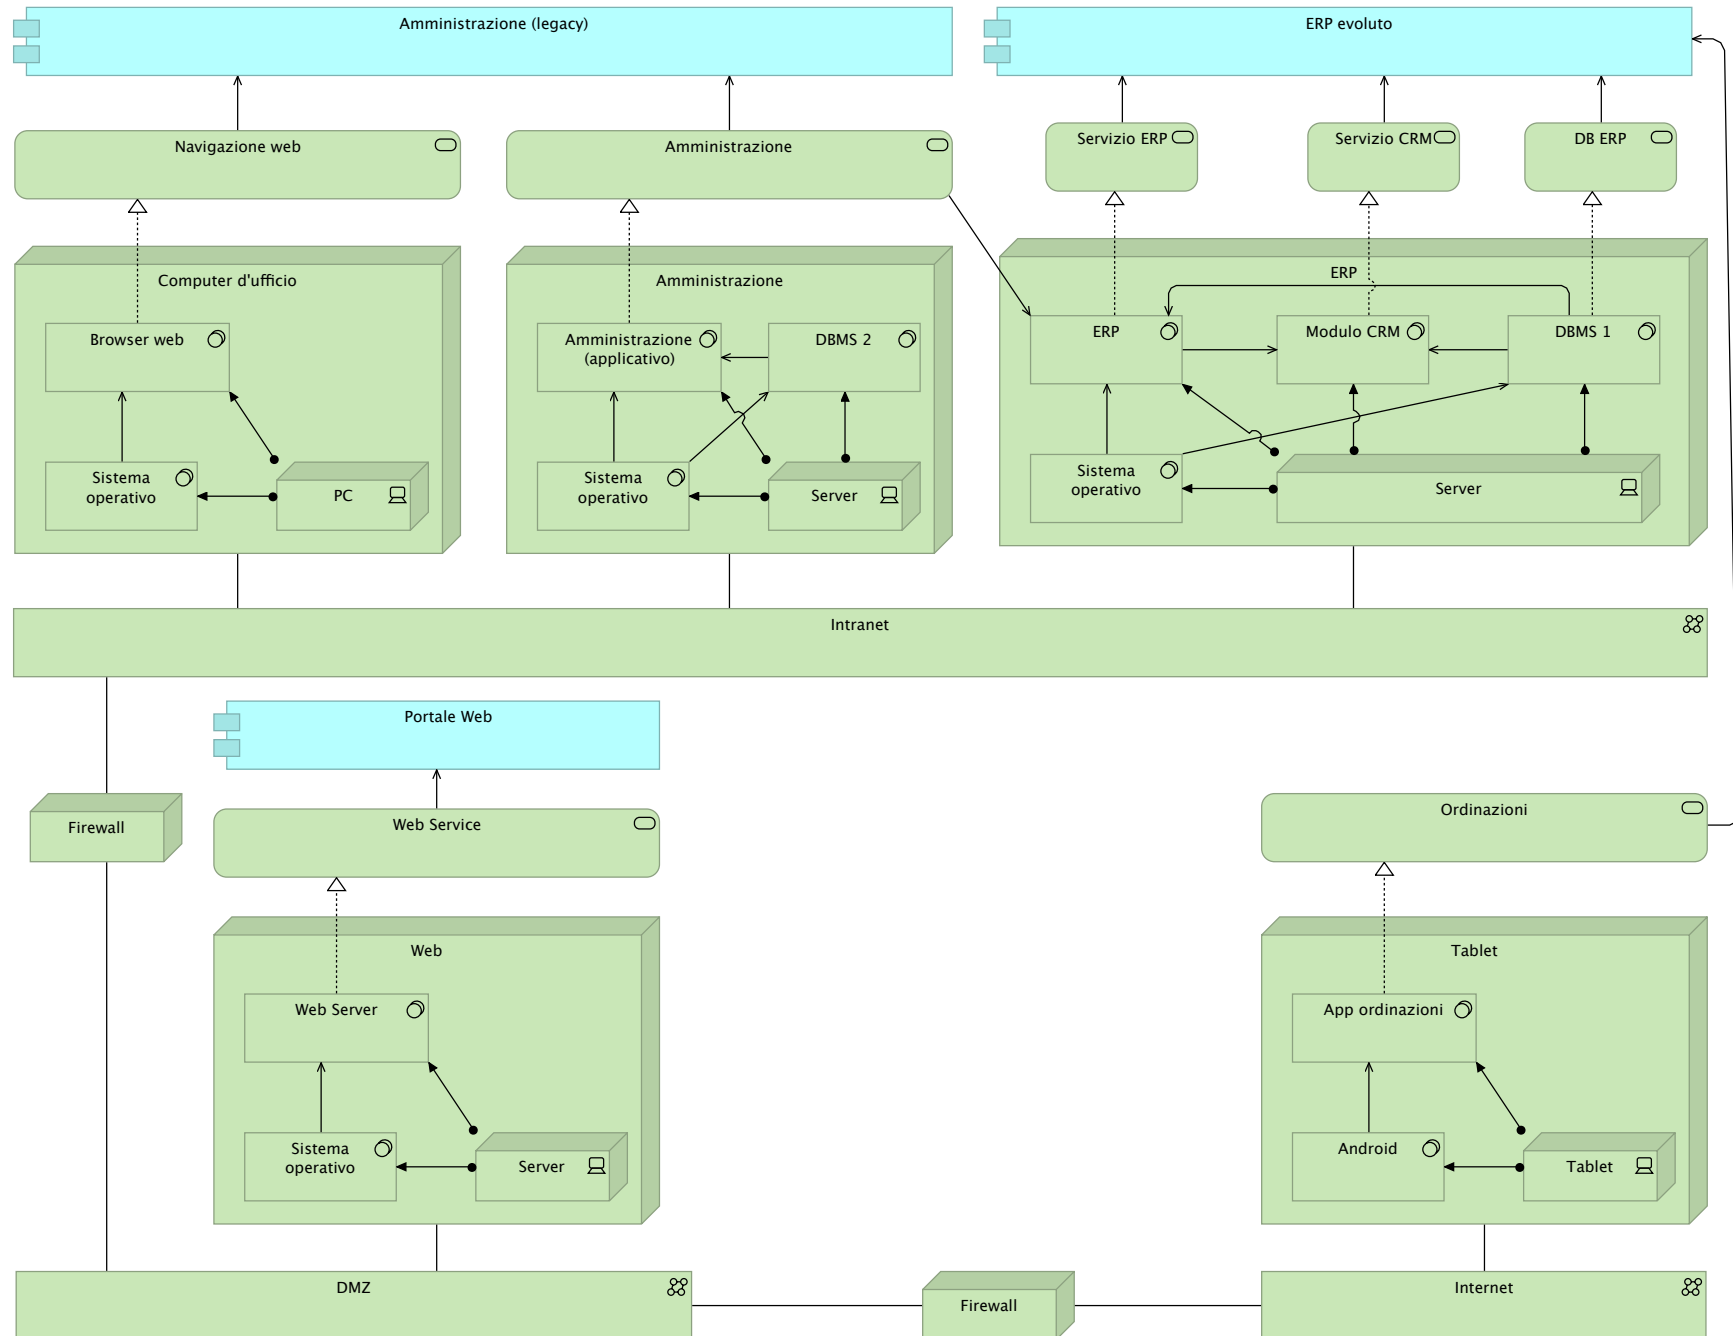 Amministrazione (legacy)
ERP evoluto
Navigazione web
Amministrazione
Servizio ERP
Servizio CRM
DB ERP
Computer d'ufficio
Amministrazione
ERP
Browser web
Amministrazione
(applicativo)
DBMS 2
ERP
Modulo CRM
DBMS 1
Sistema
operativo
PC
Sistema
operativo
Server
Sistema
operativo
Server
Intranet
Portale Web
Firewall
Web Service
Ordinazioni
Web
Tablet
Web Server
App ordinazioni
Sistema
operativo
Server
Android
Tablet
DMZ
Firewall
Internet